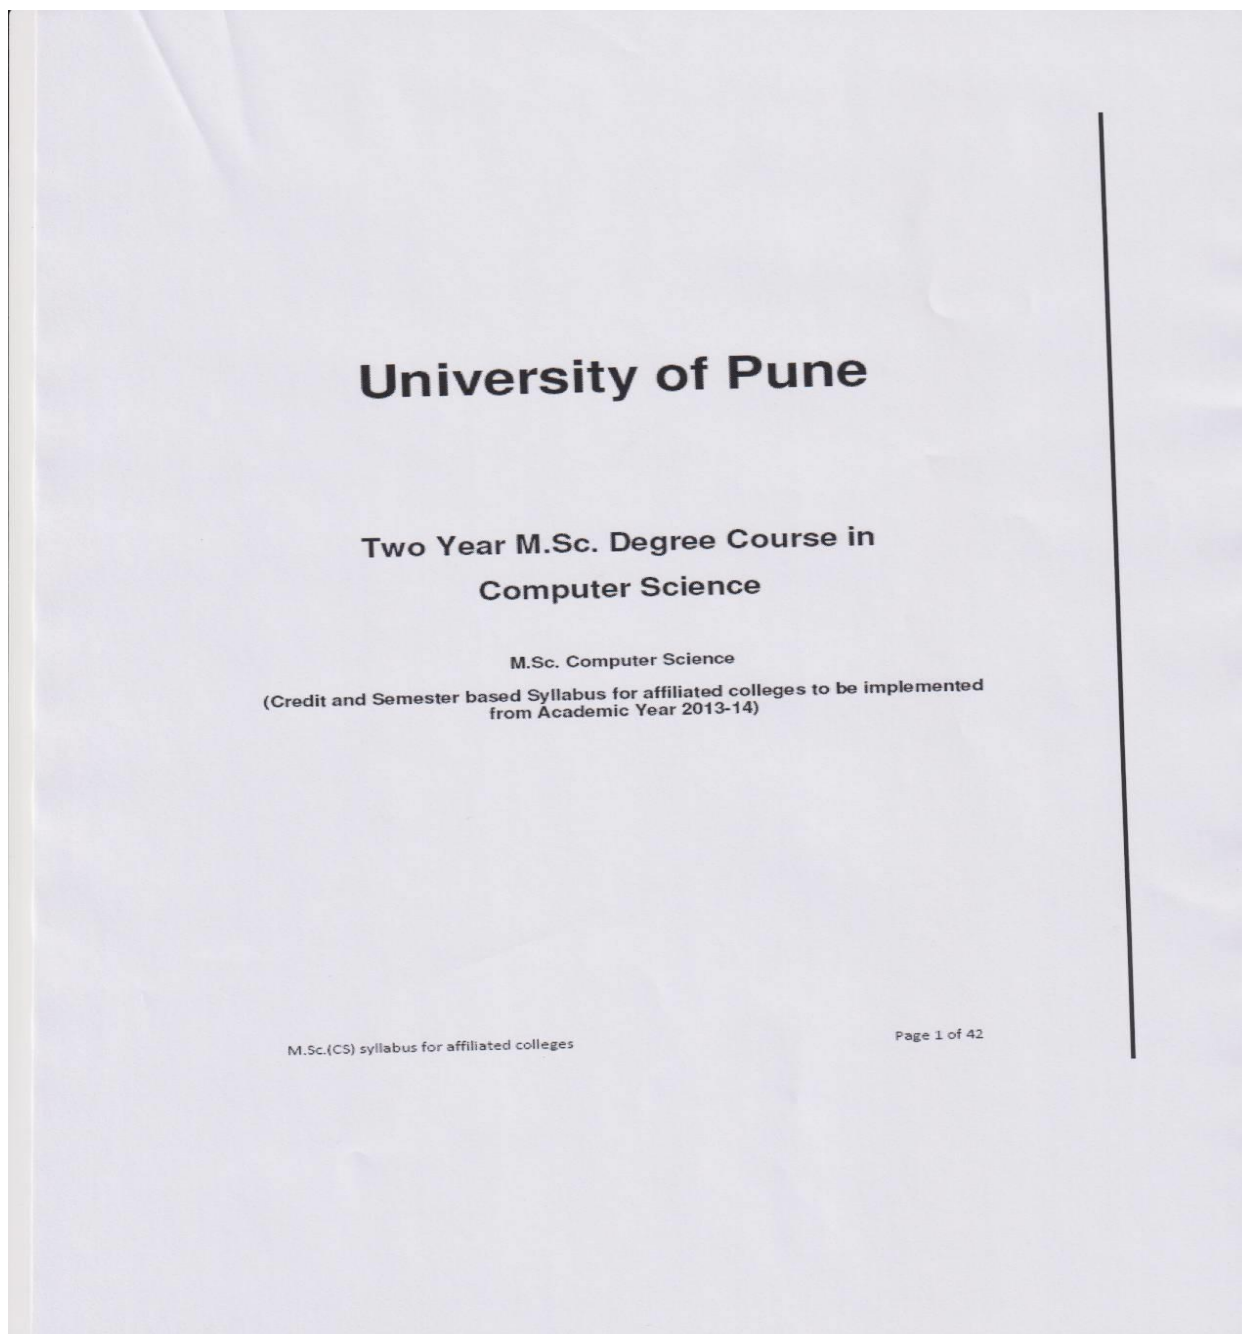 University of Pune
Two Year M.Sc. Degree Course in
Computer Science
M.Sc. Computer Science
(Credit and Semester based Syllabus for affiliated colleges to be implemented
from Academic Year 2013-14)
M.Sc.(CS) syllabus for affiliated colleges
Page 1 of 42